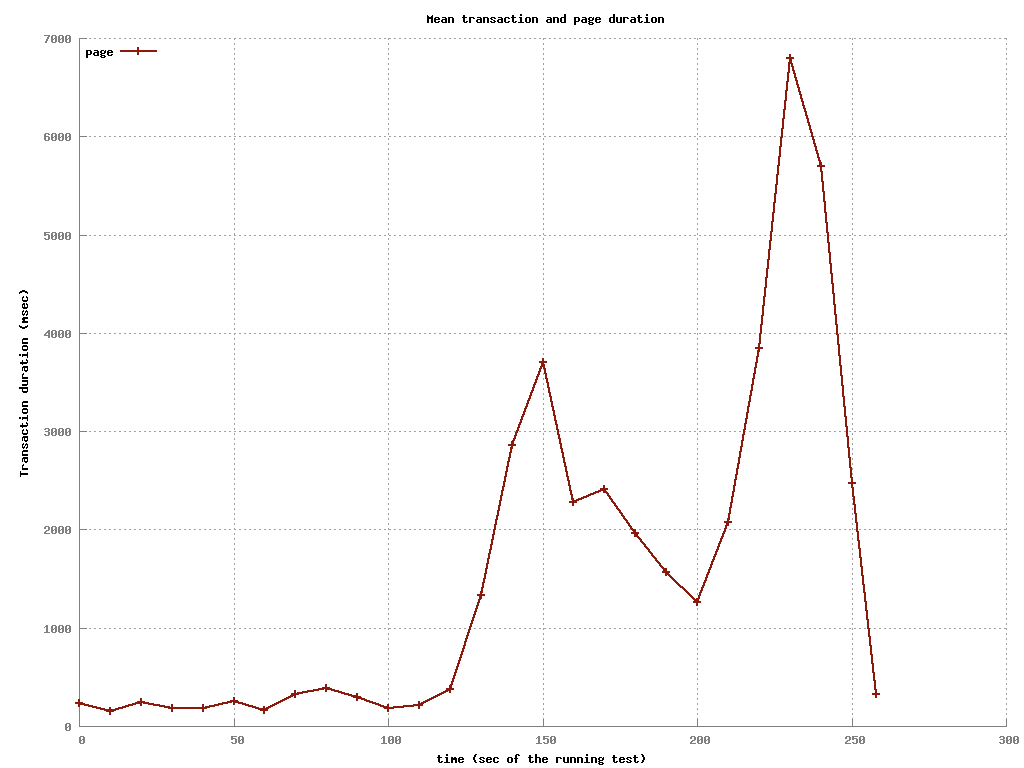 Mean transaction and page duration
7000
page
6000
5000
4000
3000
2000
1000
0
Transaction duration (msec)
0 50 100 150 200 250 300
time (sec of the running test)